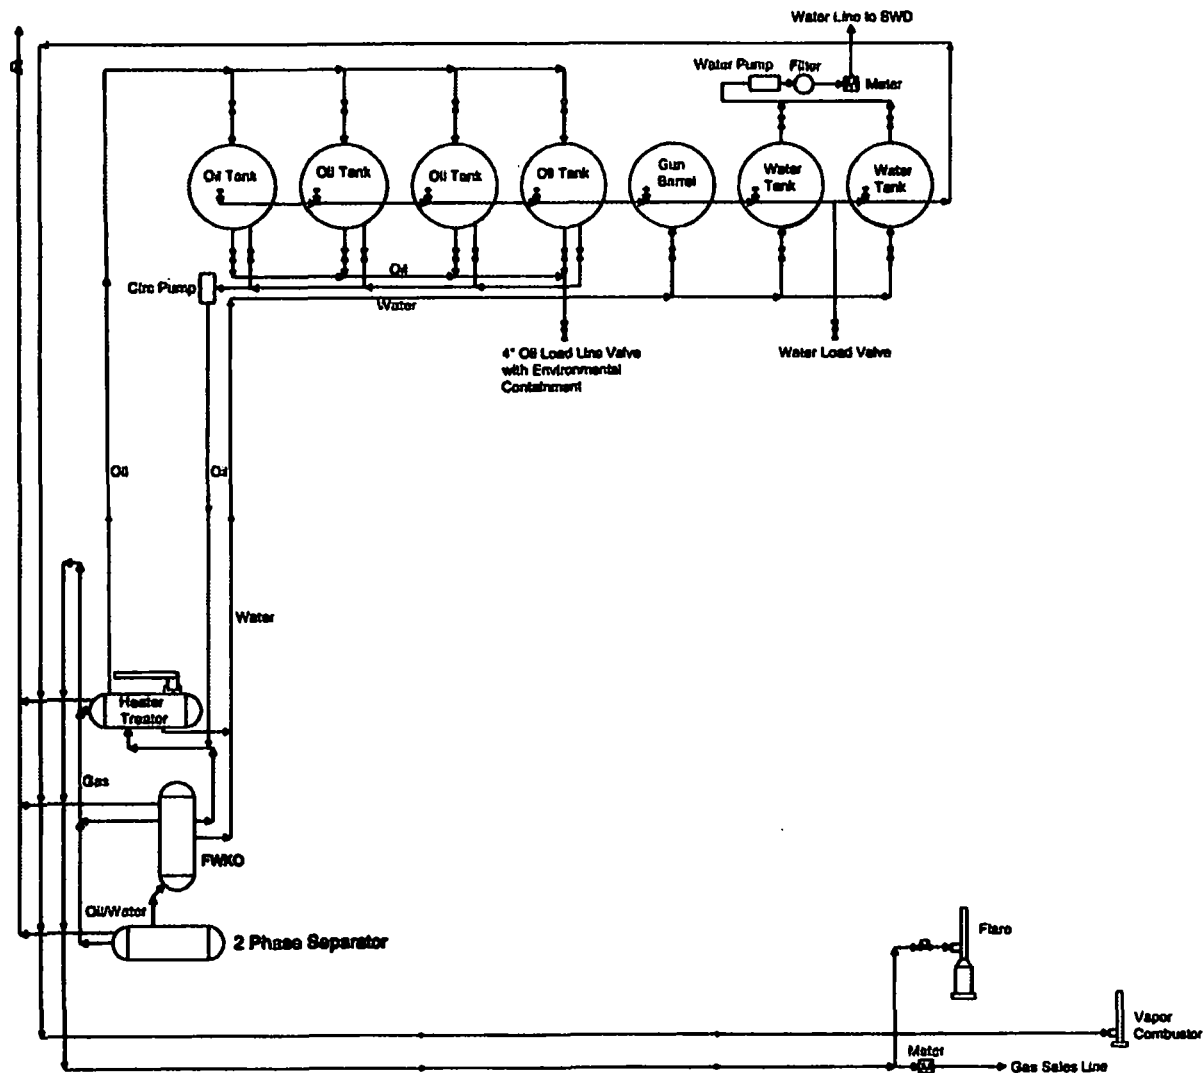 Water Line to SWD
Water Pump
Filter
Meter
Oil Tank
Oil Tank
Oil Tank
Oil Tank
Gun
Barrel
Water
Tank
Water
Tank
Oil
Circ Pump
Water
4" Oil Load Line Valve
with Environmental
Containment
Water Load Valve
Oil
Oil
Water
Heater
Treator
Gas
FWKO
Oil/Water
2 Phase Separator
Flare
Vapor
Combustor
Meter
Gas Sales Line